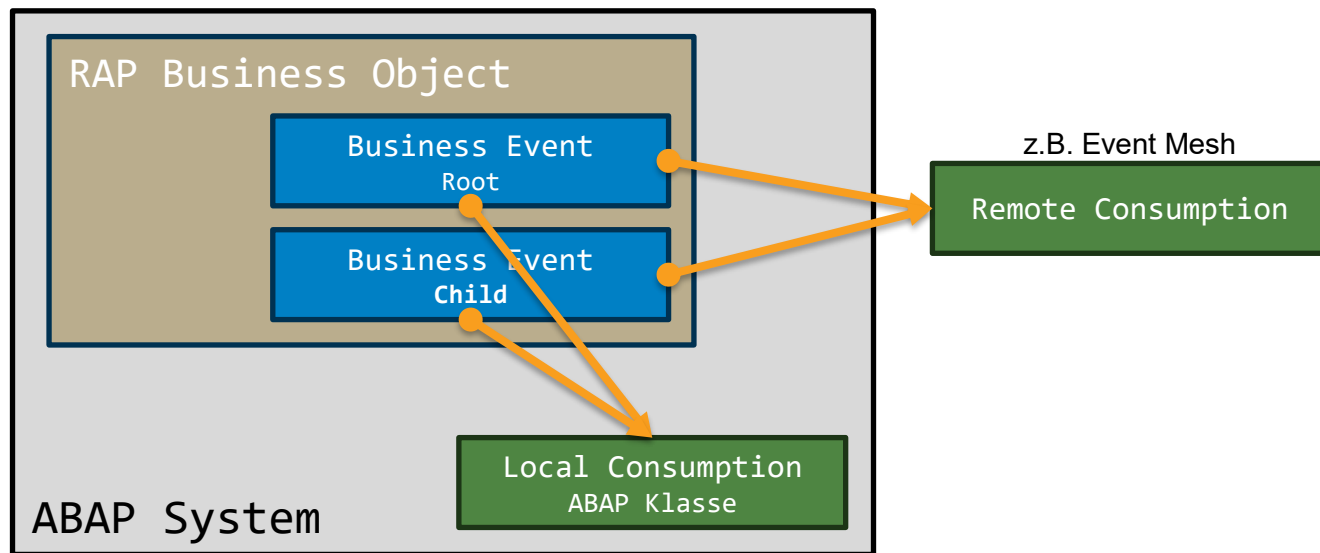 RAP Business Object
Business Event
Root
Business Event
Child
z.B. Event Mesh
Remote Consumption
Local Consumption
ABAP Klasse
ABAP System